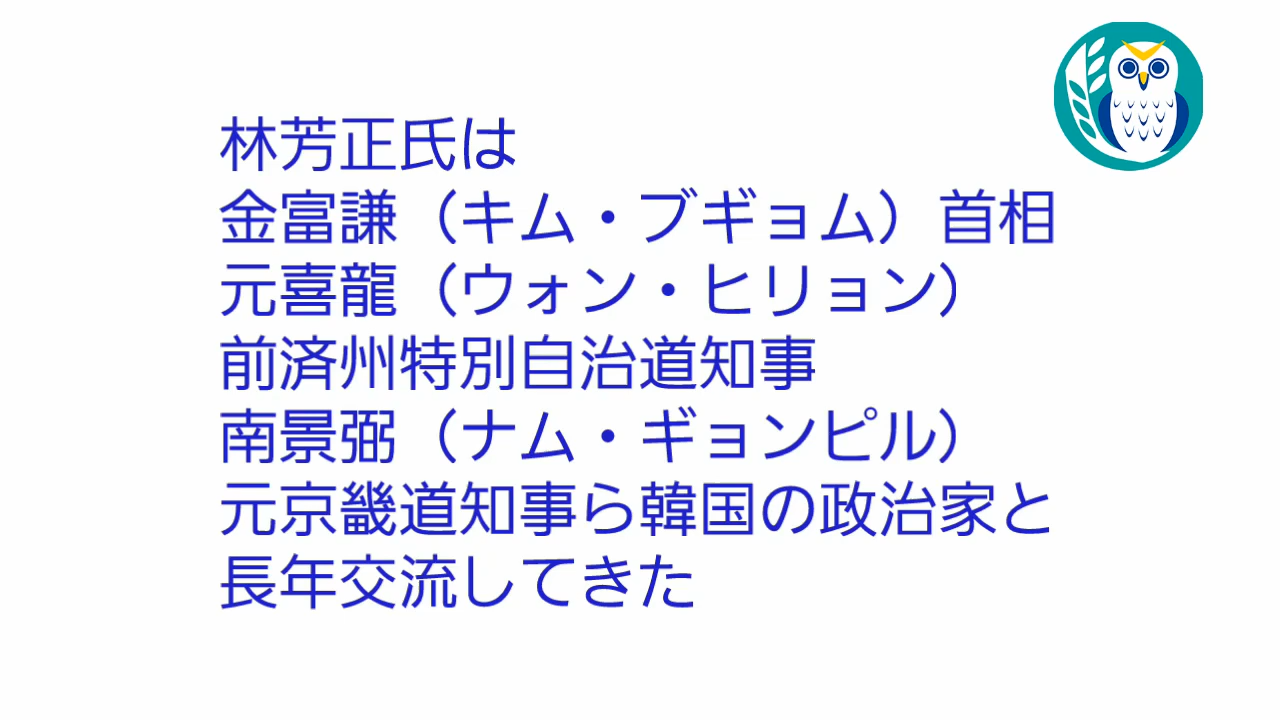 林芳正氏は
金富謙（キム・ブギョム）首相
元喜龍（ウォン・ヒリョン）
前済州特別自治道知事
南景弼（ナム・ギョンピル）
元京畿道知事ら韓国の政治家と
長年交流してきた